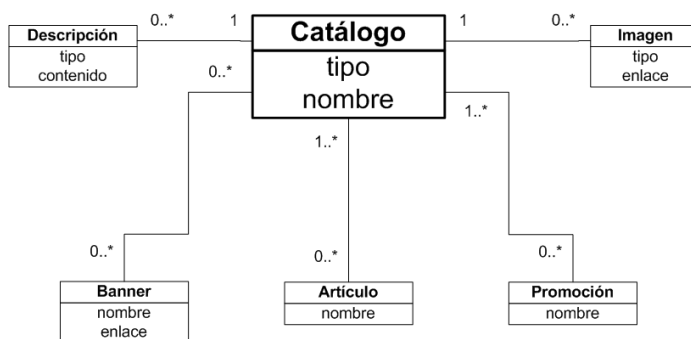 0..*
1
Catálogo
1
0..*
Descripción
tipo
contenido
tipo
nombre
Imagen
tipo
enlace
0..*
1..*
1..*
0..*
0..*
0..*
Banner
nombre
enlace
Artículo
nombre
Promoción
nombre